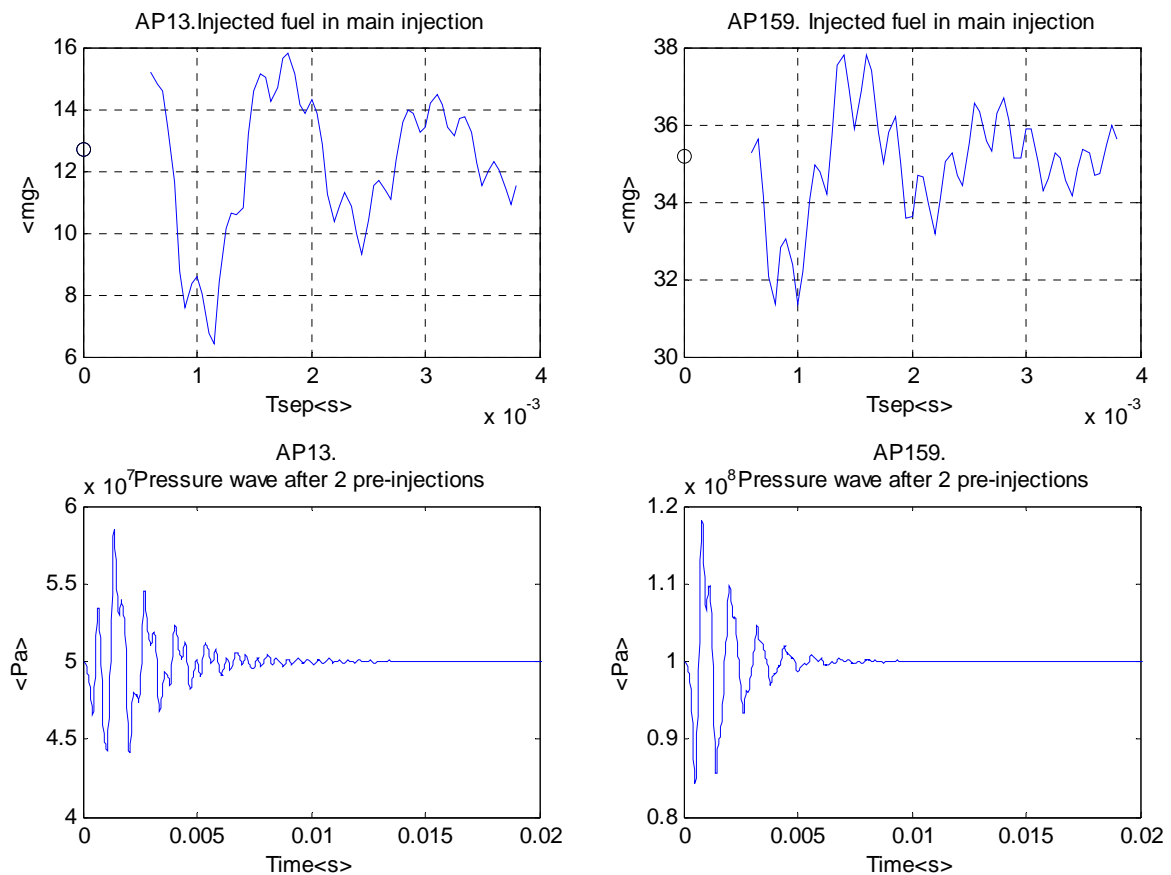 AP13.Injected fuel in main injection
16
14
12
10
8
6
<mg>
0 1 2 3 4
Tsep<s>
x 10-3
AP159. Injected fuel in main injection
38
36
34
32
30
<mg>
0 1 2 3 4
Tsep<s>
x 10-3
AP13.
x 10^7 Pressure wave after 2 pre-injections
6
5.5
5
4.5
4
<Pa>
0 0.005 0.01 0.015 0.02
Time<s>
AP159.
x 10^8 Pressure wave after 2 pre-injections
1.2
1.1
1
0.9
0.8
<Pa>
0 0.005 0.01 0.015 0.02
Time<s>